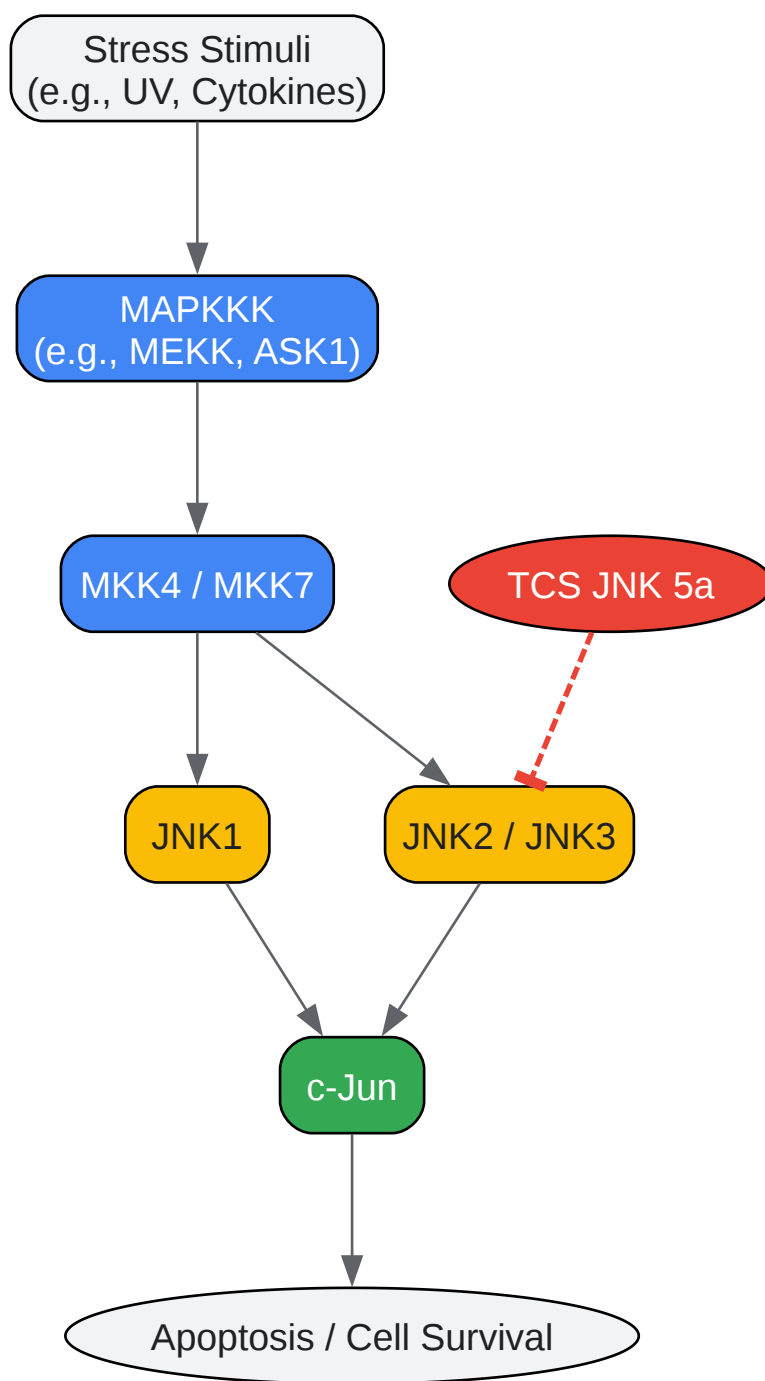 Stress Stimuli
(e.g., UV, Cytokines)
MAPKKK
(e.g., MEKK, ASK1)
MKK4 / MKK7
TCS JNK 5a
JNK1
JNK2 / JNK3
c-Jun
Apoptosis / Cell Survival